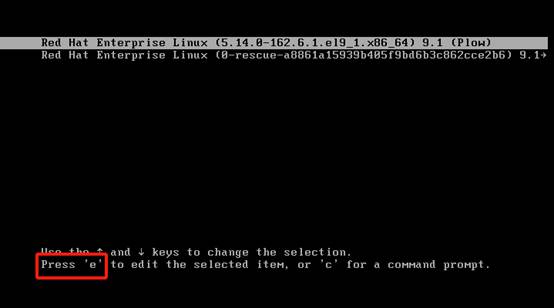 Red Hat Enterprise Linux (5.14.0-162.6.1.el9_1.x86_64) 9.1 (Plow)
Red Hat Enterprise Linux (0-rescue-a8861a15939b405f9bd6b3c862cce2b6) 9.1→
Use the ↑ and ↓ keys to change the selection.
Press 'e' to edit the selected item, or 'c' for a command prompt.